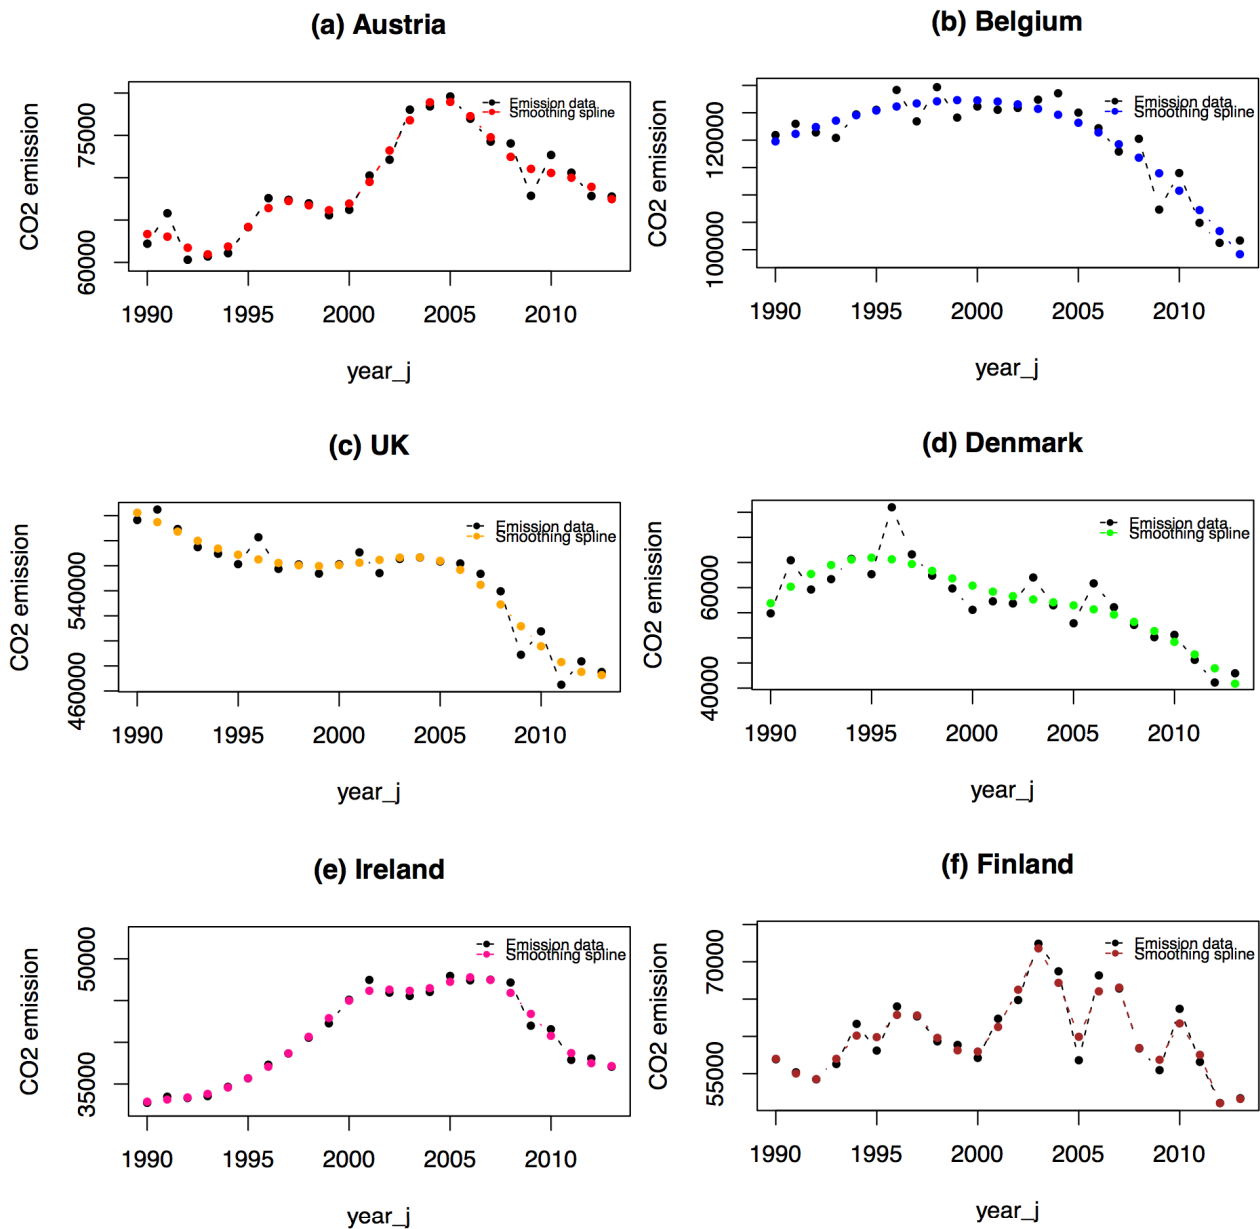 (a) Austria
CO2 emission
75000
60000
Emission data
Smoothing spline
1990 1995 2000 2005 2010
year_j
(b) Belgium
CO2 emission
120000
100000
Emission data
Smoothing spline
1990 1995 2000 2005 2010
year_j
(c) UK
CO2 emission
540000
460000
Emission data
Smoothing spline
1990 1995 2000 2005 2010
year_j
(d) Denmark
CO2 emission
60000
40000
Emission data
Smoothing spline
1990 1995 2000 2005 2010
year_j
(e) Ireland
CO2 emission
50000
35000
Emission data
Smoothing spline
1990 1995 2000 2005 2010
year_j
(f) Finland
CO2 emission
70000
55000
Emission data
Smoothing spline
1990 1995 2000 2005 2010
year_j